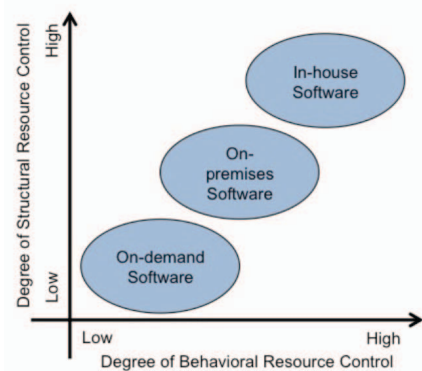 High
In-house
Software
Degree of Structural Resource Control
On-
premises
Software
On-demand
Software
Low
Low
High
Degree of Behavioral Resource Control